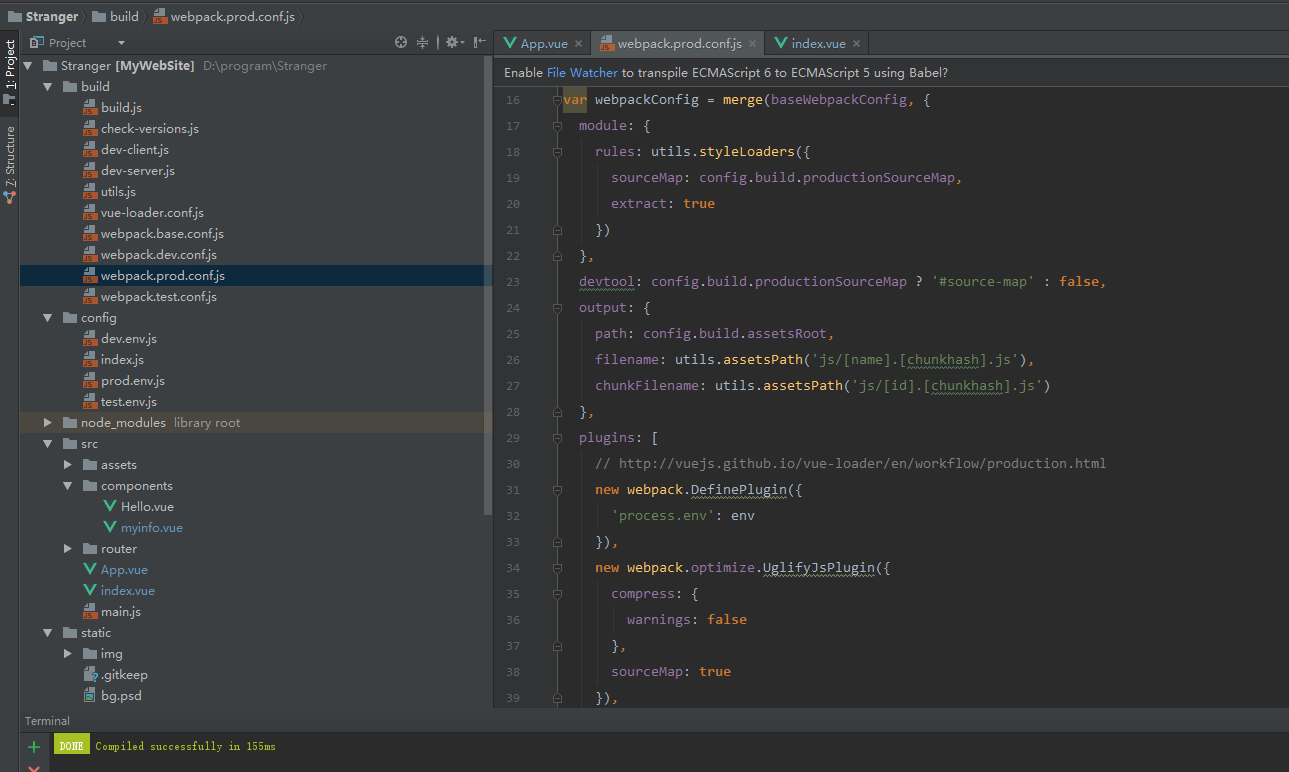 Stranger build webpack.prod.conf.js
1: Project
7: Structure
Project
Stranger [MyWebSite] D:\program\Stranger
build
build.js
check-versions.js
dev-client.js
dev-server.js
utils.js
vue-loader.conf.js
webpack.base.conf.js
webpack.dev.conf.js
webpack.prod.conf.js
webpack.test.conf.js
config
dev.env.js
index.js
prod.env.js
test.env.js
node_modules library root
src
assets
components
Hello.vue
myinfo.vue
router
App.vue
index.vue
main.js
static
img
.gitkeep
bg.psd
App.vue webpack.prod.conf.js index.vue
Enable File Watcher to transpile ECMAScript 6 to ECMAScript 5 using Babel?
16 var webpackConfig = merge(baseWebpackConfig, {
17 module: {
18 rules: utils.styleLoaders({
19 sourceMap: config.build.productionSourceMap,
20 extract: true
21 })
22 },
23 devtool: config.build.productionSourceMap ? '#source-map' : false,
24 output: {
25 path: config.build.assetsRoot,
26 filename: utils.assetsPath('js/[name].[chunkhash].js'),
27 chunkFilename: utils.assetsPath('js/[id].[chunkhash].js')
28 },
29 plugins: [
30 // http://vuejs.github.io/vue-loader/en/workflow/production.html
31 new webpack.DefinePlugin({
32 'process.env': env
33 }),
34 new webpack.optimize.UglifyJsPlugin({
35 compress: {
36 warnings: false
37 },
38 sourceMap: true
39 }),
Terminal
DONE Compiled successfully in 155ms